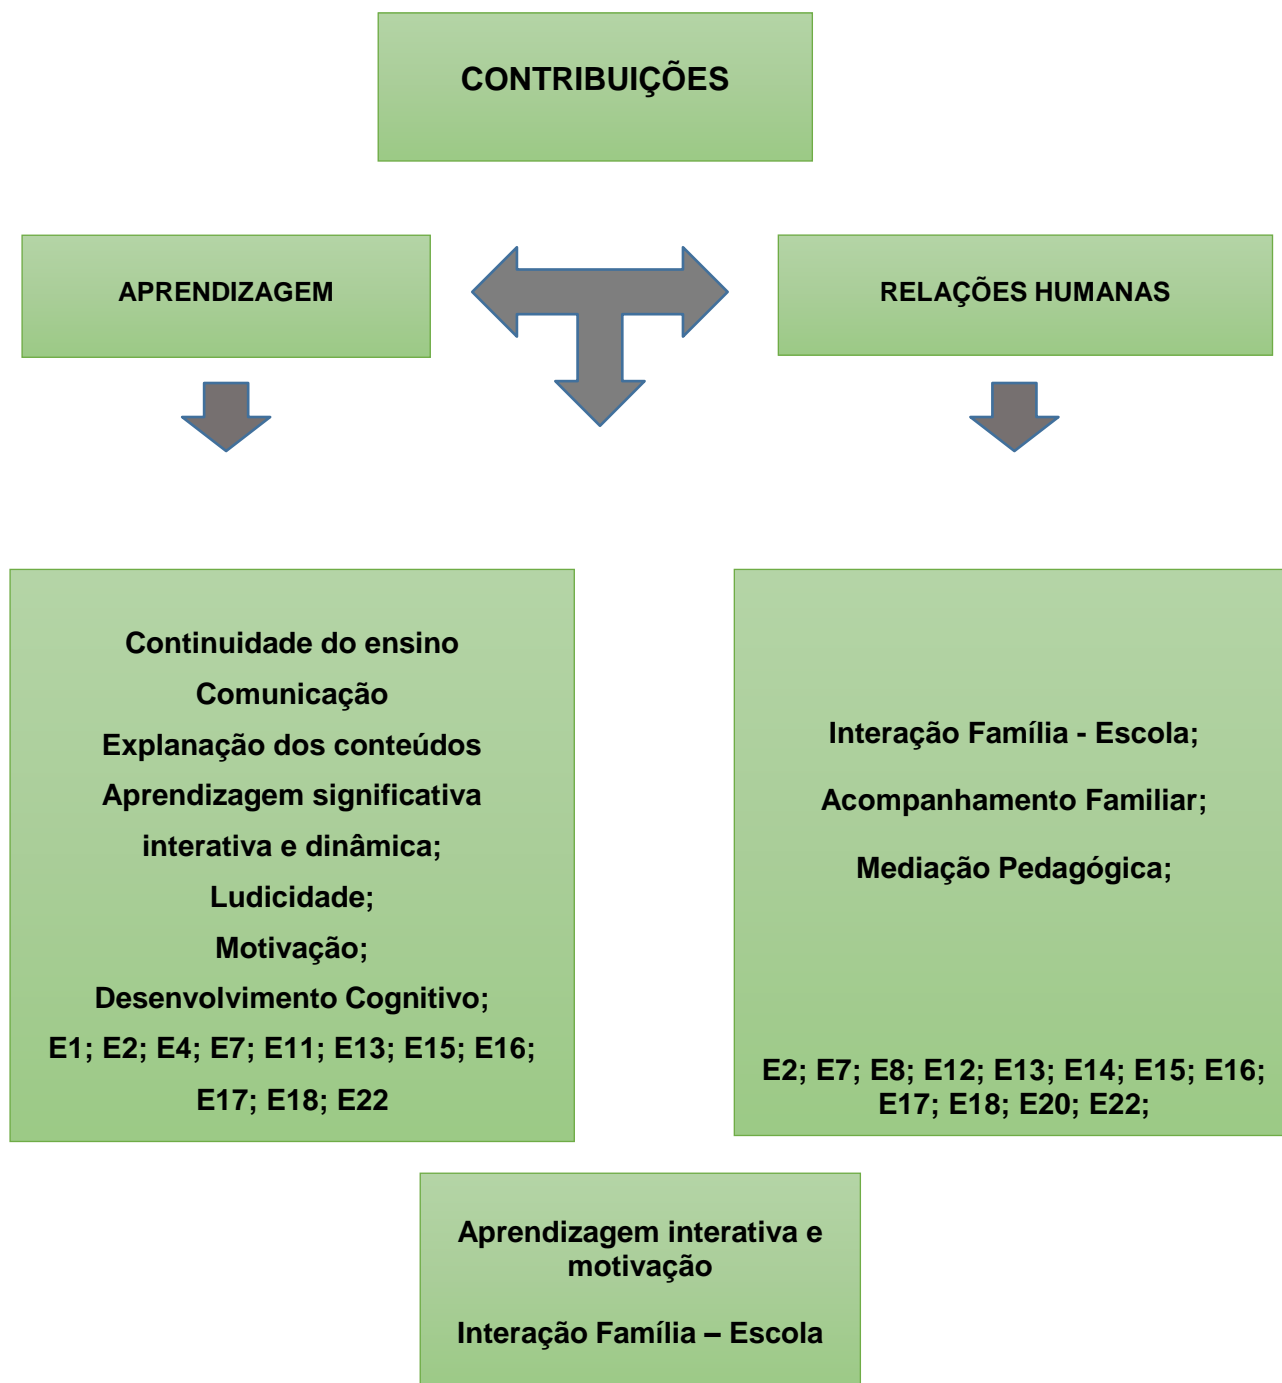 CONTRIBUIÇÕES
APRENDIZAGEM
RELAÇÕES HUMANAS
Continuidade do ensino
Comunicação
Explanação dos conteúdos
Aprendizagem significativa
interativa e dinâmica;
Ludicidade;
Motivação;
Desenvolvimento Cognitivo;
E1; E2; E4; E7; E11; E13; E15; E16;
E17; E18; E22
Interação Família - Escola;
Acompanhamento Familiar;
Mediação Pedagógica;
E2; E7; E8; E12; E13; E14; E15; E16;
E17; E18; E20; E22;
Aprendizagem interativa e
motivação
Interação Família – Escola